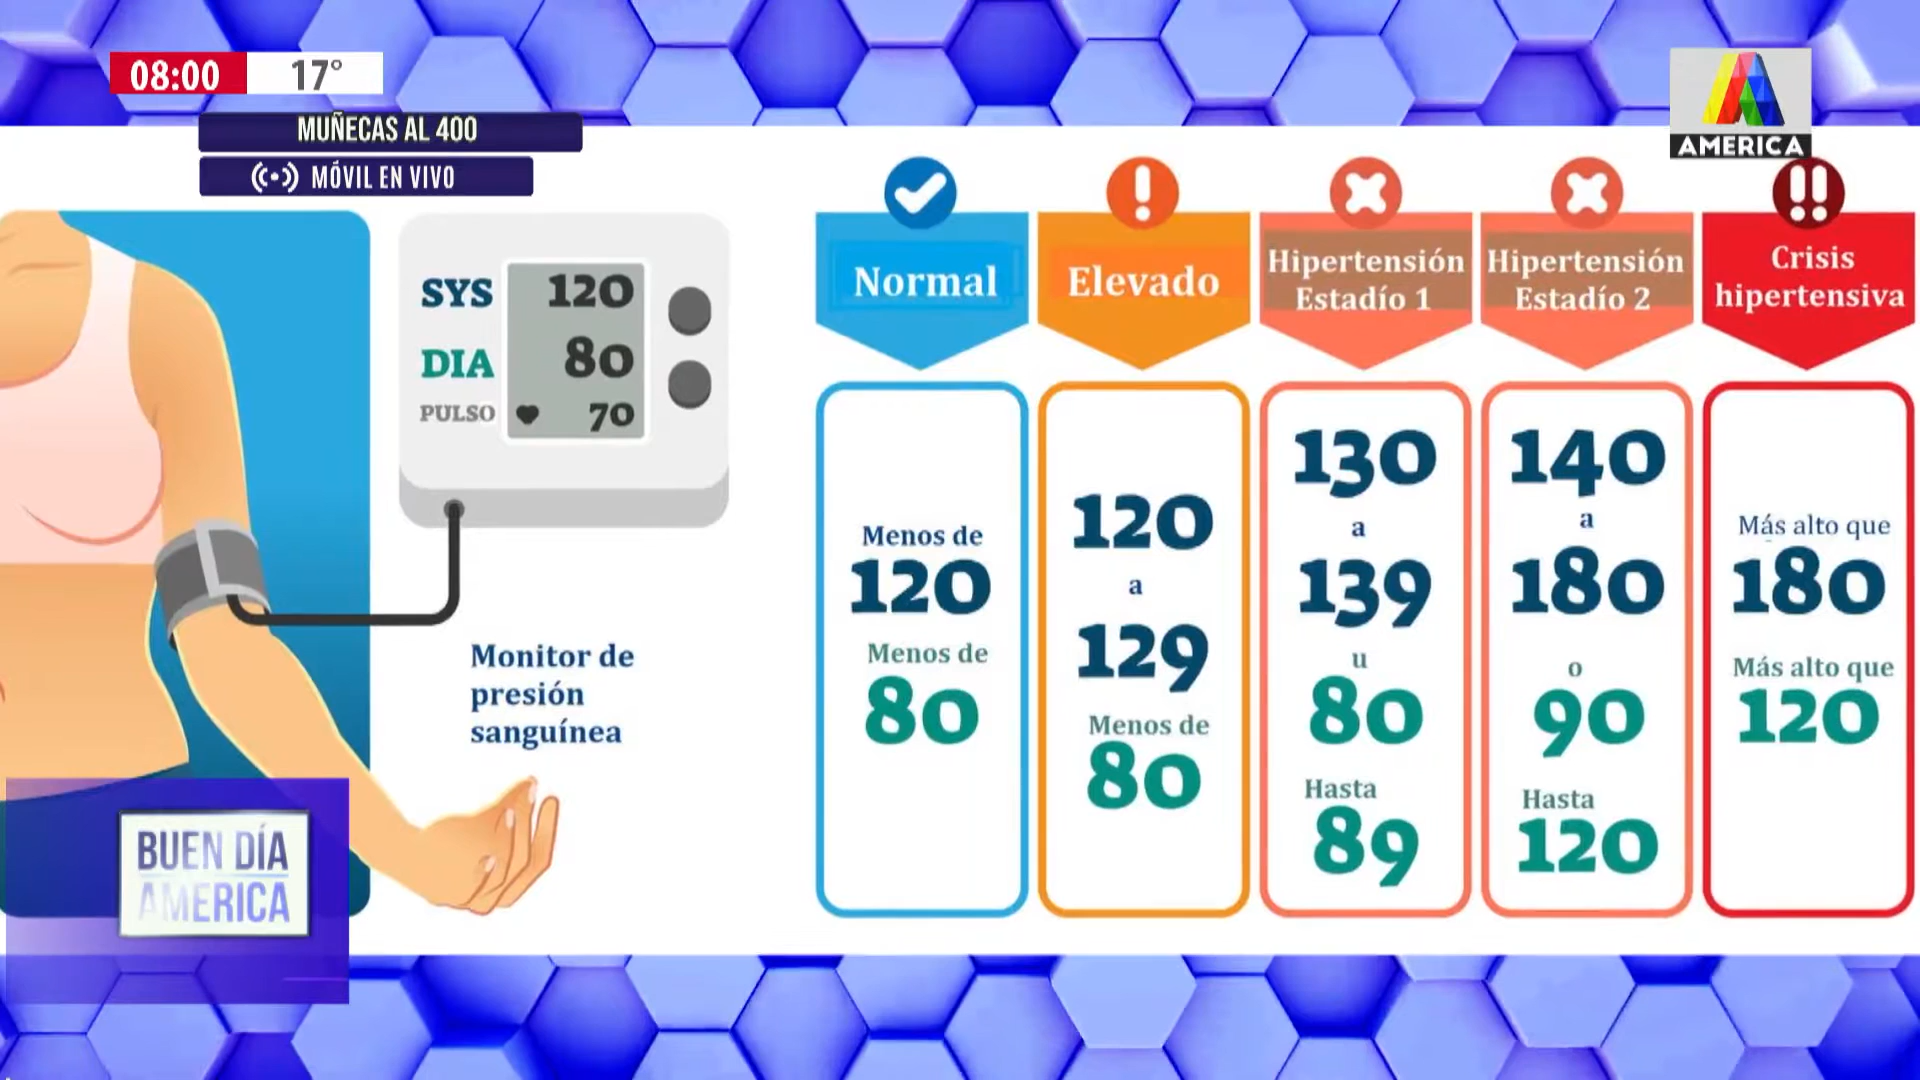 08:00 17°
MUÑECAS AL 400
MÓVIL EN VIVO
AMERICA
SYS 120
DIA 80
PULSO 70
Monitor de
presión
sanguínea
Normal
Menos de
120
Menos de
80
Elevado
120
a
129
Menos de
80
Hipertensión
Estadío 1
130
a
139
u
80
Hasta
89
Hipertensión
Estadío 2
140
a
180
o
90
Hasta
120
Crisis
hipertensiva
Más alto que
180
Más alto que
120
BUEN DÍA
AMERICA